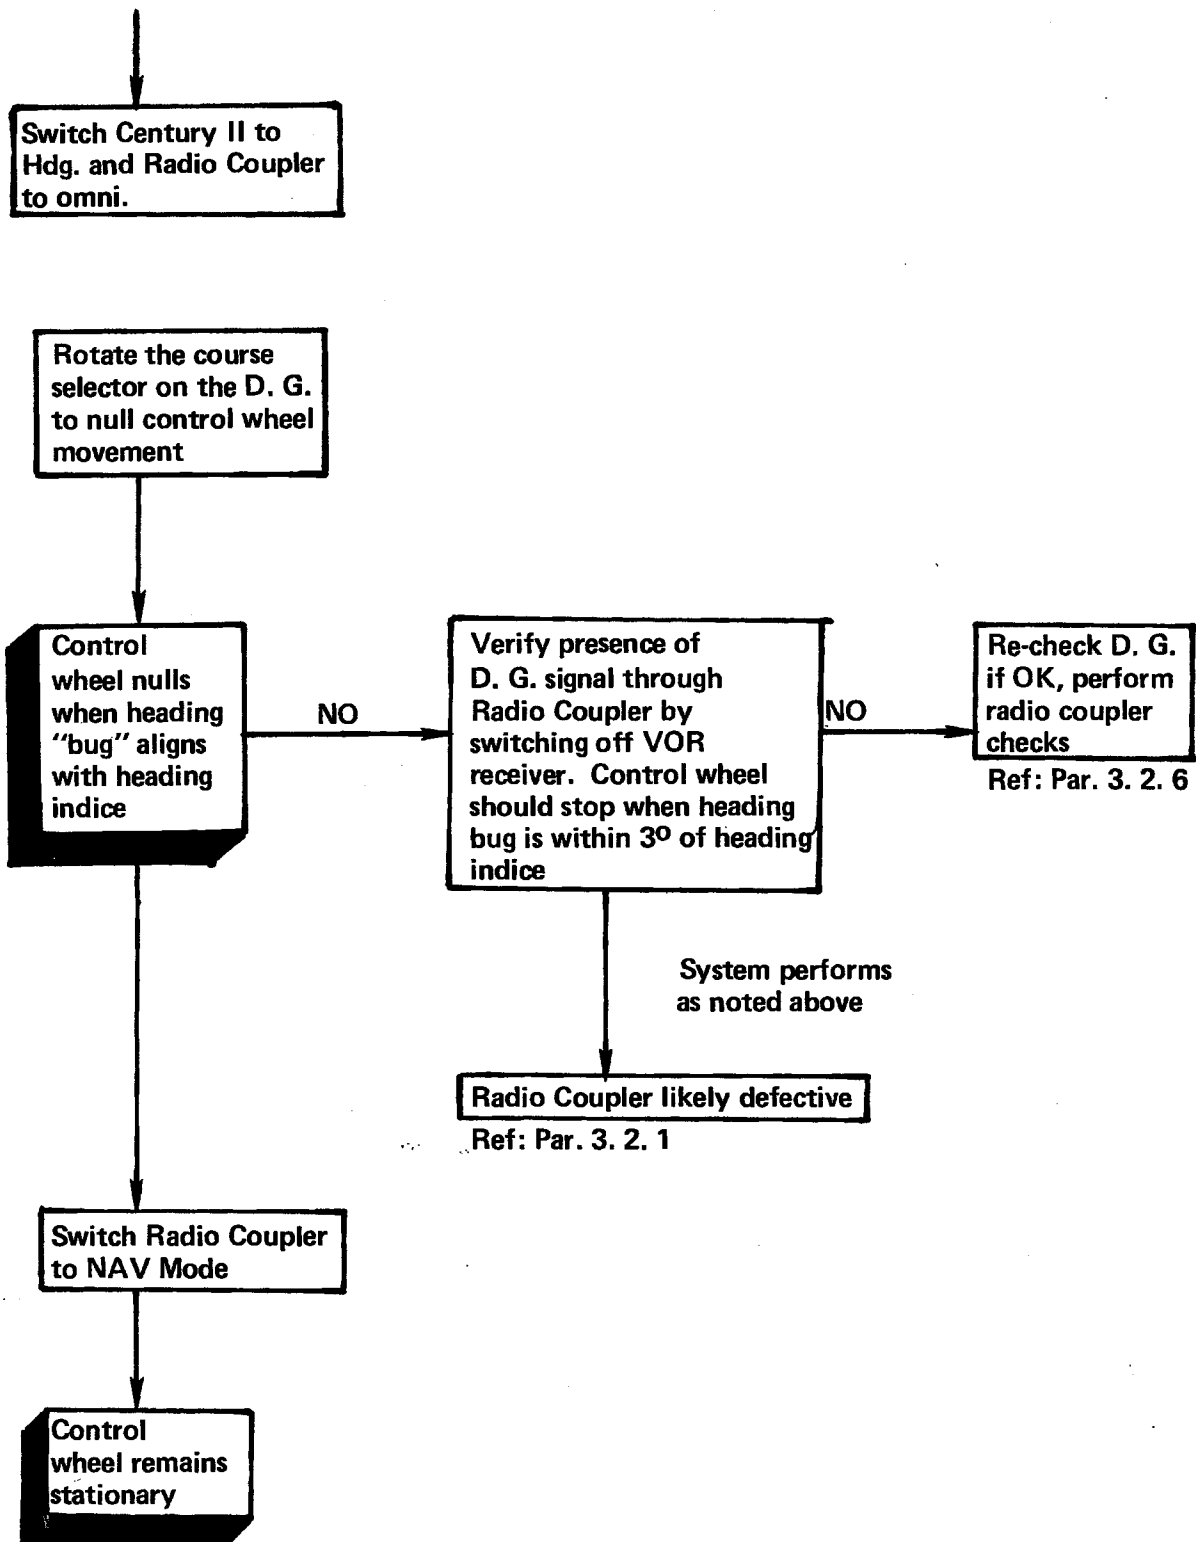 Switch Century II to
Hdg. and Radio Coupler
to omni.
Rotate the course
selector on the D. G.
to null control wheel
movement
Control
wheel nulls
when heading
"bug" aligns
with heading
indice
NO
Verify presence of
D. G. signal through
Radio Coupler by
switching off VOR
receiver. Control wheel
should stop when heading
bug is within 3º of heading
indice
NO
Re-check D. G.
if OK, perform
radio coupler
checks
Ref: Par. 3. 2. 6
System performs
as noted above
Radio Coupler likely defective
Ref: Par. 3. 2. 1
Switch Radio Coupler
to NAV Mode
Control
wheel remains
stationary